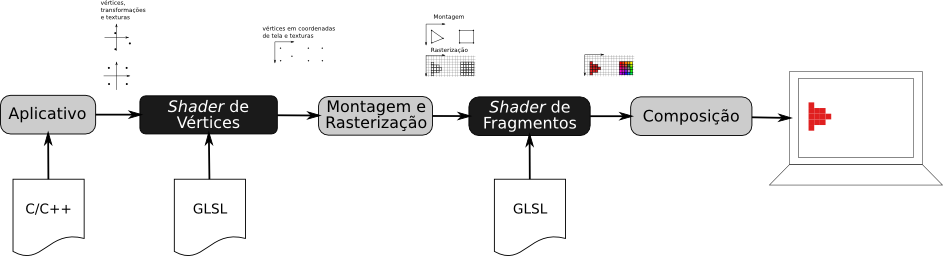 vértices,
transformações
e texturas
vértices em coordenadas
de tela e texturas
Montagem
Rasterização
Aplicativo
Shader de
Vértices
Montagem e
Rasterização
Shader de
Fragmentos
Composição
C/C++
GLSL
GLSL